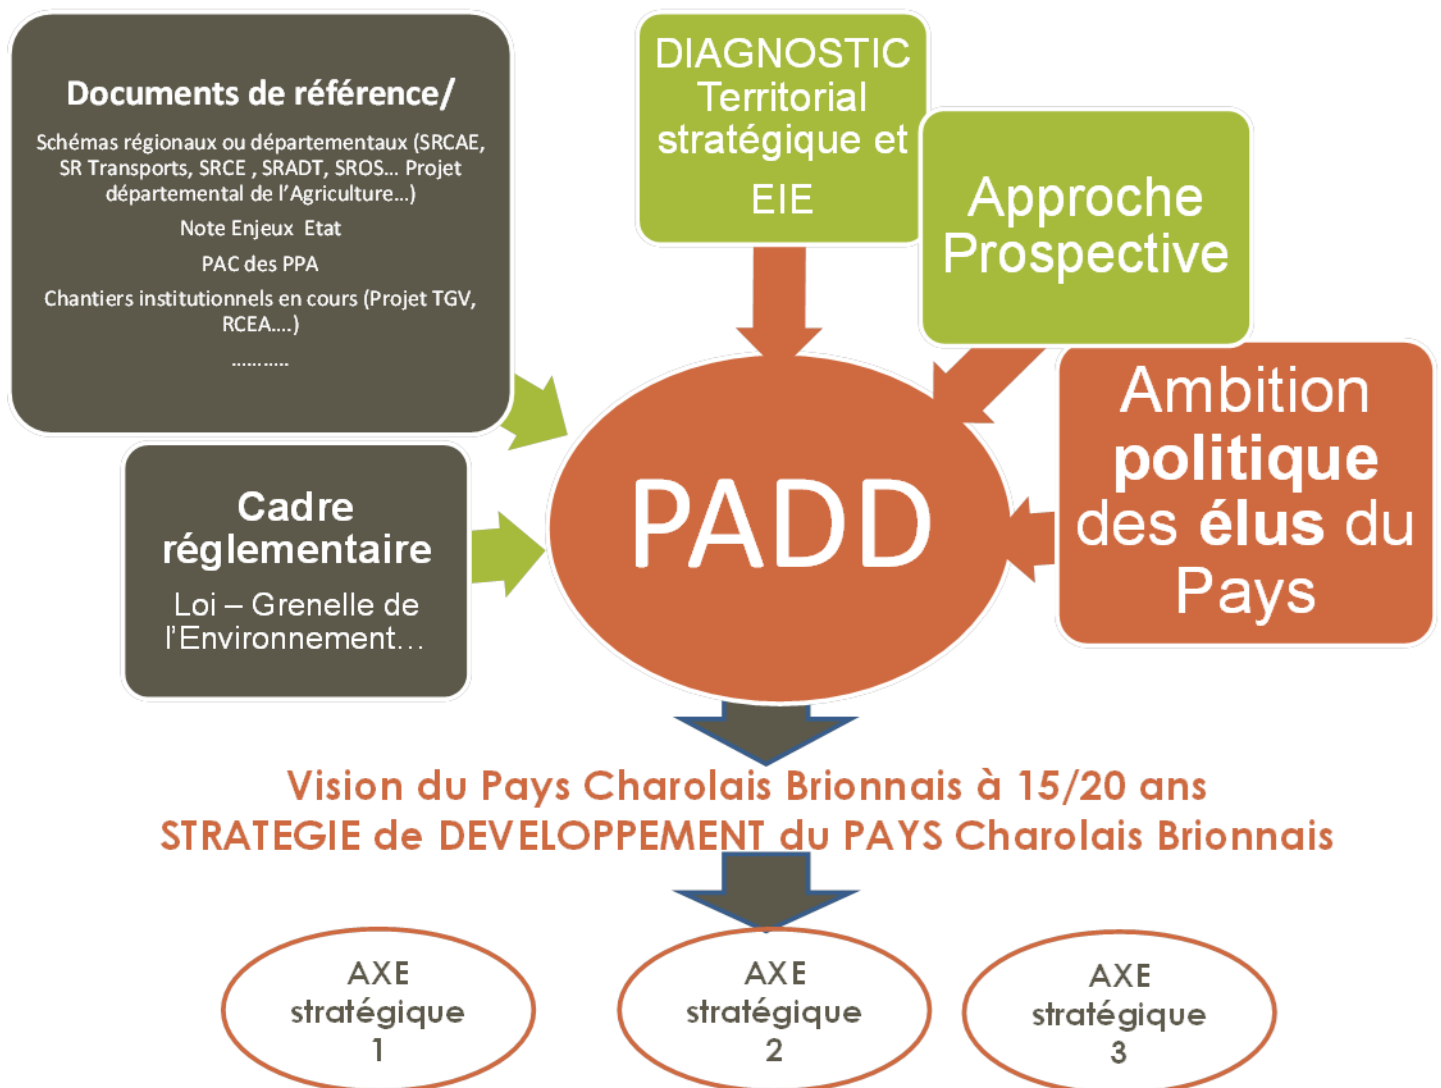 Documents de référence/
Schémas régionaux ou départementaux (SRCAE,
SR Transports, SRCE , SRADT, SROS... Projet
départemental de l'Agriculture...)
Note Enjeux Etat
PAC des PPA
Chantiers institutionnels en cours (Projet TGV,
RCEA....)
...........
DIAGNOSTIC
Territorial
stratégique et
EIE
Approche
Prospective
Ambition
politique
des élus du
Pays
Cadre
réglementaire
Loi – Grenelle de
l'Environnement...
PADD
Vision du Pays Charolais Brionnais à 15/20 ans
STRATEGIE de DEVELOPPEMENT du PAYS Charolais Brionnais
AXE
stratégique
1
AXE
stratégique
2
AXE
stratégique
3